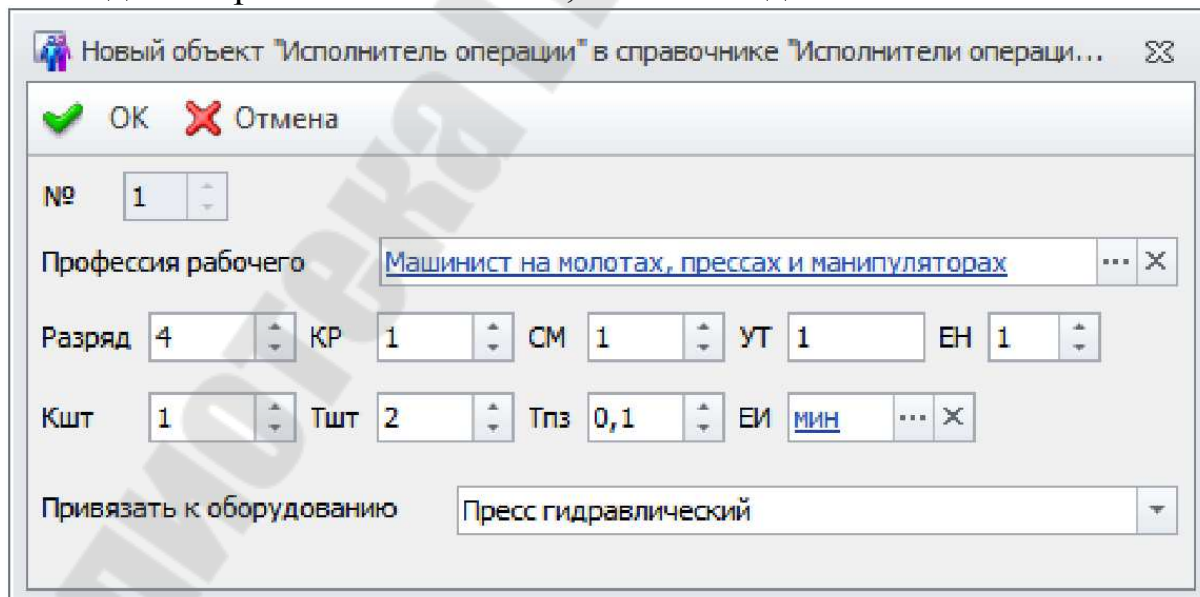 Новый объект "Исполнитель операции" в справочнике "Исполнители операци...
ОК Отмена
№ 1
Профессия рабочего Машинист на молотах, прессах и манипуляторах ...
Разряд 4 КР 1 СМ 1 УТ 1 ЕН 1
Кшт 1 Тшт 2 Тпз 0,1 ЕИ мин ...
Привязать к оборудованию Пресс гидравлический